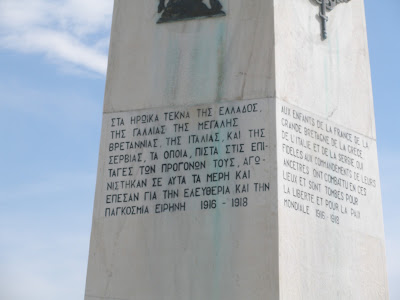 ΣΤΑ ΗΡΩΙΚΑ ΤΕΚΝΑ ΤΗΣ ΕΛΛΑΔΟΣ,
ΤΗΣ ΓΑΛΛΙΑΣ ΤΗΣ ΜΕΓΑΛΗΣ
ΒΡΕΤΑΝΝΙΑΣ, ΤΗΣ ΙΤΑΛΙΑΣ, ΚΑΙ ΤΗΣ
ΣΕΡΒΙΑΣ, ΤΑ ΟΠΟΙΑ, ΠΙΣΤΑ ΣΤΙΣ ΕΠΙ-
ΤΑΓΕΣ ΤΩΝ ΠΡΟΓΟΝΩΝ ΤΟΥΣ, ΑΓΩ-
ΝΙΣΤΗΚΑΝ ΣΕ ΑΥΤΑ ΤΑ ΜΕΡΗ ΚΑΙ
ΕΠΕΣΑΝ ΓΙΑ ΤΗΝ ΕΛΕΥΘΕΡΙΑ ΚΑΙ ΤΗΝ
ΠΑΓΚΟΣΜΙΑ ΕΙΡΗΝΗ 1916 - 1918
AUX ENFANTS DE LA FRANCE DE LA
GRANDE BRETAGNE DE LA GRECE
DE L'ITALIE ET DE LA SERBIE QUI
FIDELES AUX COMMANDEMENTS DE LEURS
ANCETRES ONT COMBATTU EN CES
LIEUX ET SONT TOMBES POUR
LA LIBERTE ET POUR LA PAIX
MONDIALE 1916-1918